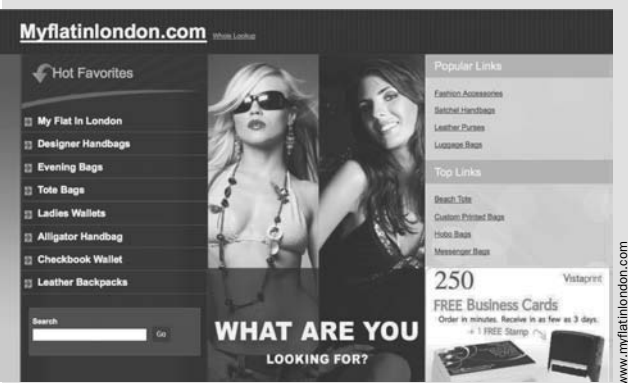 Myflatinlondon.com Whole Lookup
Hot Favorites
My Flat In London
Designer Handbags
Evening Bags
Tote Bags
Ladies Wallets
Alligator Handbag
Checkbook Wallet
Leather Backpacks
Search
Go
WHAT ARE YOU
LOOKING FOR?
Popular Links
Fashion Accessories
Satchel Handbags
Leather Purses
Luggage Bags
Top Links
Beach Tote
Custom Printed Bags
Hobo Bags
Messenger Bags
250 Vistaprint
FREE Business Cards
Order in minutes. Receive in as few as 3 days.
+ 1 FREE Stamp
www.myflatinlondon.com